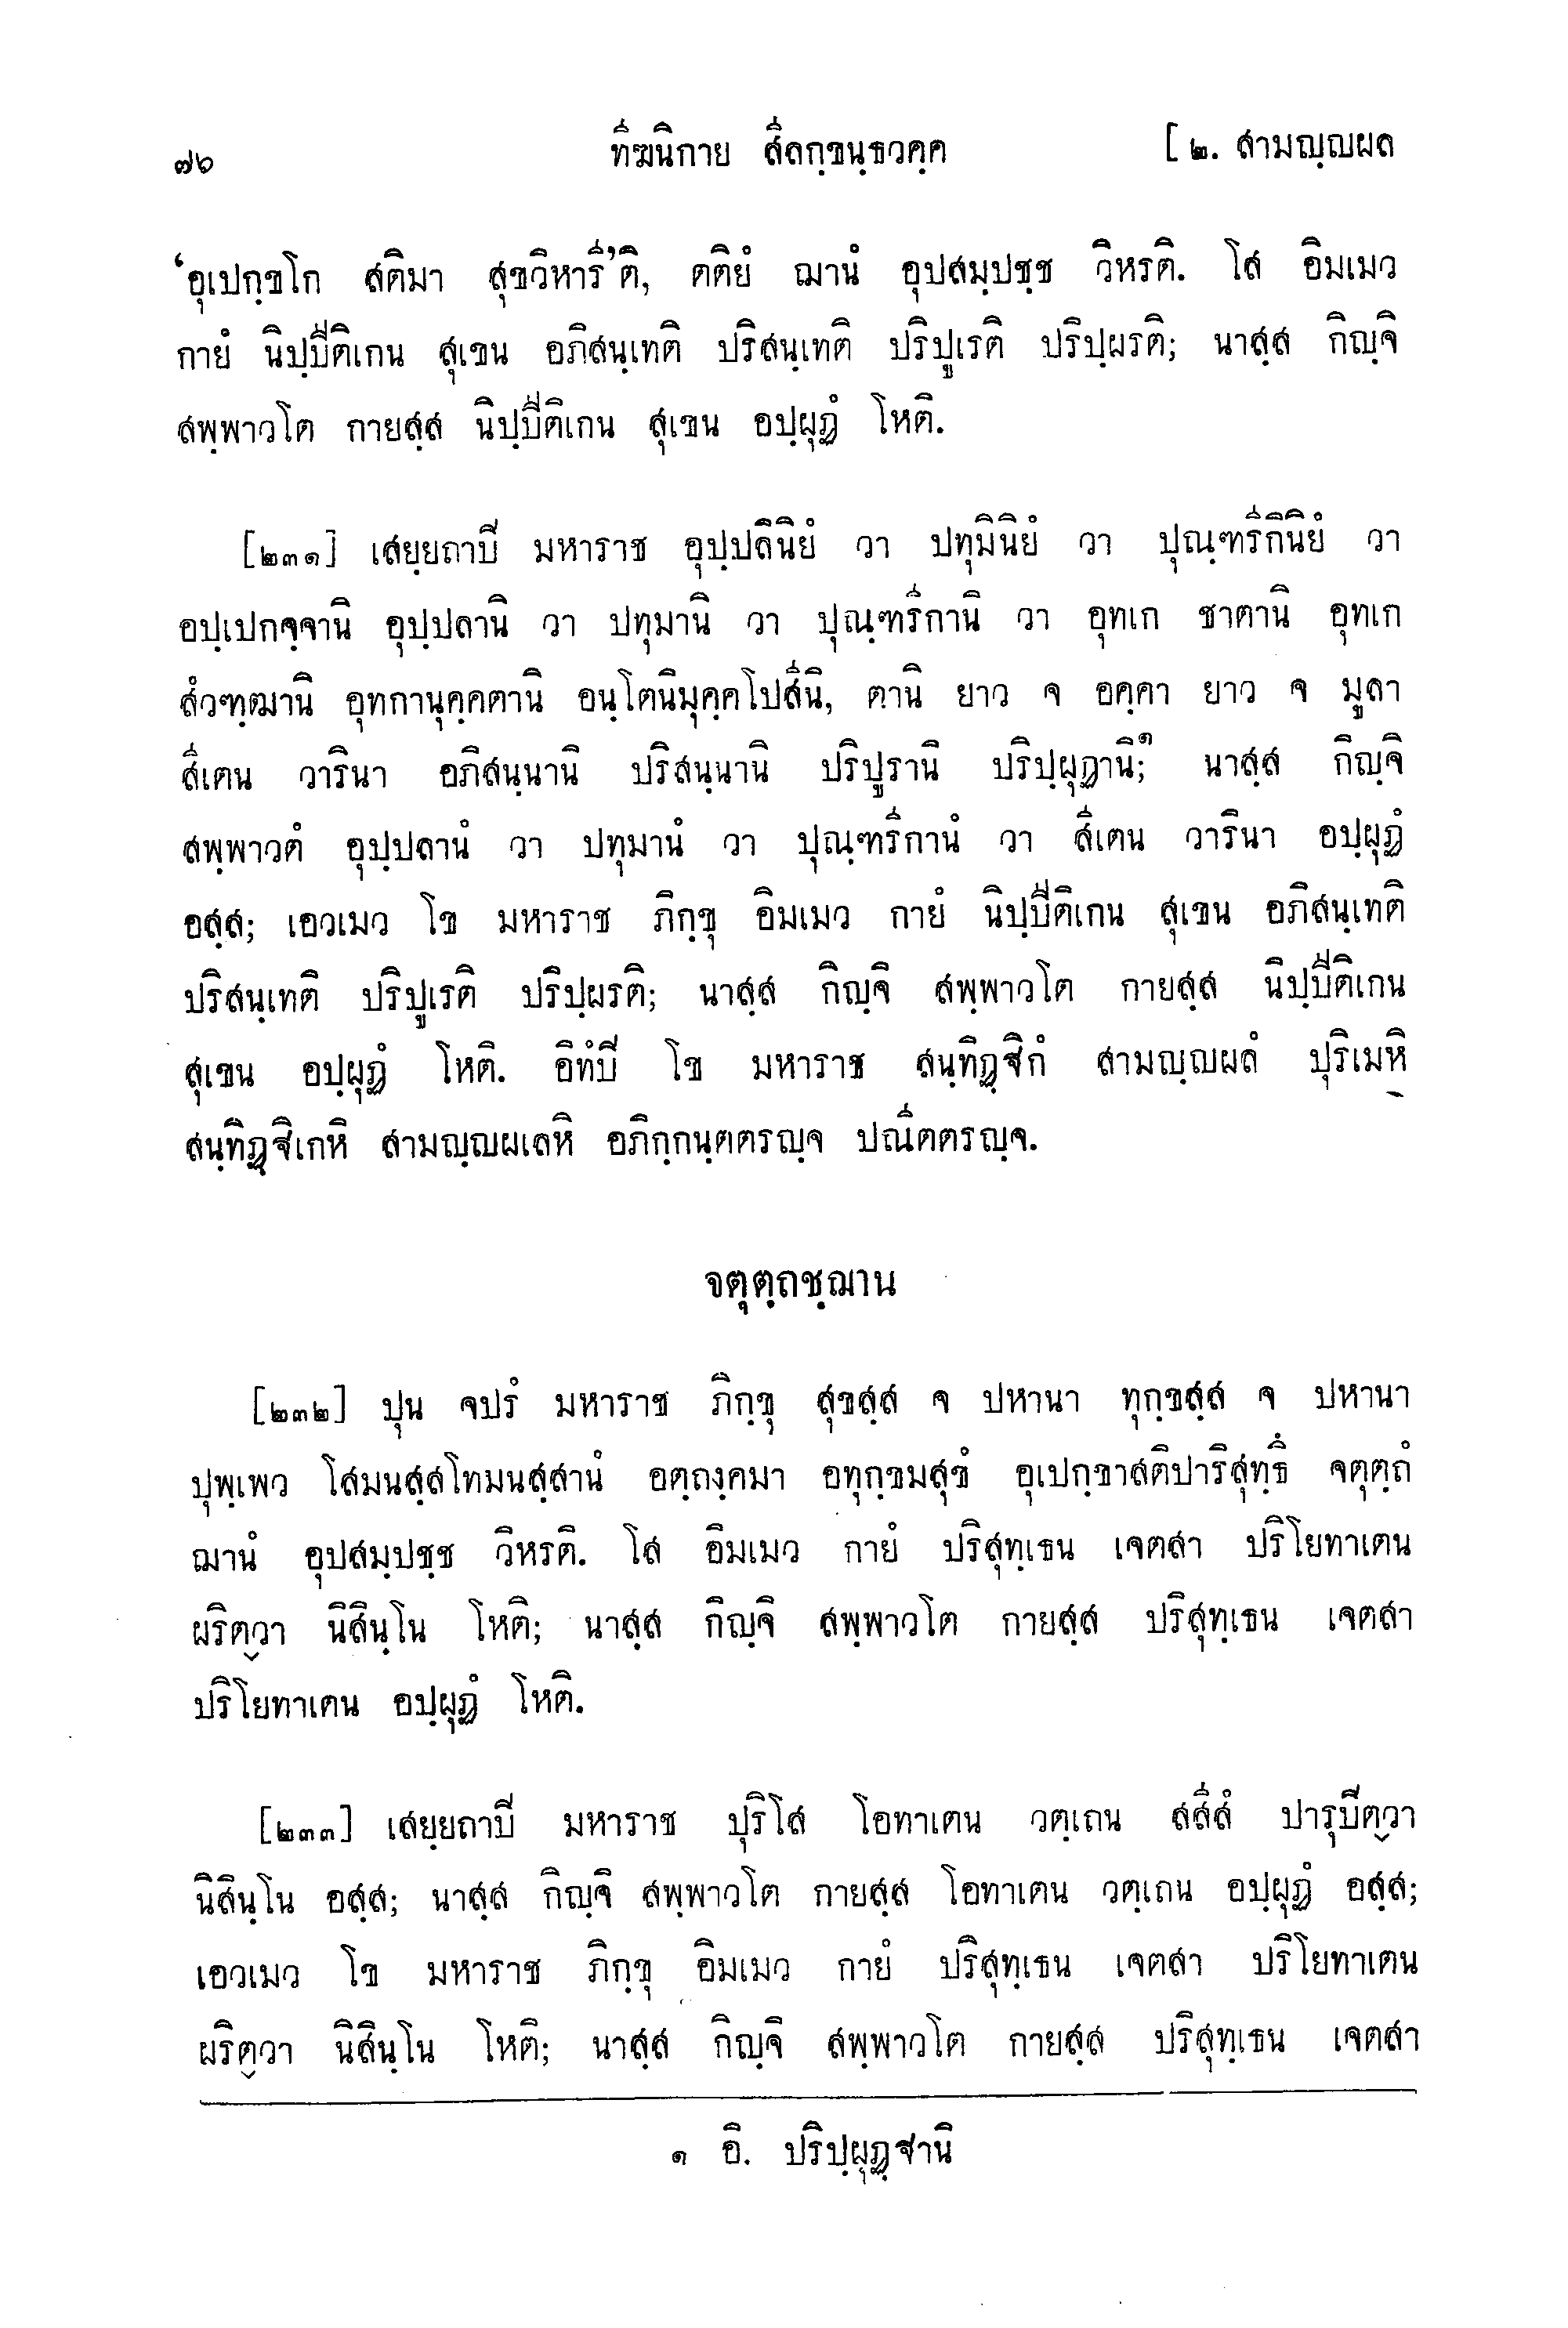 ๗๖ ทีฆนิกาย สีลกฺขนฺธวคฺค [ ๒. สามญฺญผล
‘อุเปกฺขโก สติมา สุขวิหารี’ติ, ตติยํ ฌานํ อุปสมฺปชฺช วิหรติ. โส อิมเมว
กายํ นิปฺปีติเกน สุเขน อภิสนฺเทติ ปริสนฺเทติ ปริปูเรติ ปริปฺผรติ; นาสฺส กิญฺจิ
สพฺพาวโต กายสฺส นิปฺปีติเกน สุเขน อปฺผุฏํ โหติ.
[๒๓๑] เสยฺยถาปิ มหาราช อุปฺปลินิยํ วา ปทุมินิยํ วา ปุณฺฑรีกินิยํ วา
อปฺเปกจฺจานิ อุปฺปลานิ วา ปทุมานิ วา ปุณฺฑรีกานิ วา อุทเก ชาตานิ อุทเก
สํวฑฺฒานิ อุทกานุคฺคตานิ อนฺโตนิมุคฺคโปสีนิ, ตานิ ยาว จ อคฺคา ยาว จ มูลา
สีเตน วารินา อภิสนฺนานิ ปริสนฺนานิ ปริปูรานิ ปริปฺผุฏานิ;๑ นาสฺส กิญฺจิ
สพฺพาวตํ อุปฺปลานํ วา ปทุมานํ วา ปุณฺฑรีกานํ วา สีเตน วารินา อปฺผุฏํ
อสฺส; เอวเมว โข มหาราช ภิกฺขุ อิมเมว กายํ นิปฺปีติเกน สุเขน อภิสนฺเทติ
ปริสนฺเทติ ปริปูเรติ ปริปฺผรติ; นาสฺส กิญฺจิ สพฺพาวโต กายสฺส นิปฺปีติเกน
สุเขน อปฺผุฏํ โหติ. อิทํปิ โข มหาราช สนฺทิฏฺฐิกํ สามญฺญผลํ ปุริเมหิ
สนฺทิฏฺฐิเกหิ สามญฺญผเลหิ อภิกฺกนฺตตรญฺจ ปณีตตรญฺจ.
จตุตฺถชฺฌาน
[๒๓๒] ปุน จปรํ มหาราช ภิกฺขุ สุขสฺส จ ปหานา ทุกฺขสฺส จ ปหานา
ปุพฺเพว โสมนสฺสโทมนสฺสานํ อตฺถงฺคมา อทุกฺขมสุขํ อุเปกฺขาสติปาริสุทฺธึ จตุตฺถํ
ฌานํ อุปสมฺปชฺช วิหรติ. โส อิมเมว กายํ ปริสุทฺเธน เจตสา ปริโยทาเตน
ผริตฺวา นิสินฺโน โหติ; นาสฺส กิญฺจิ สพฺพาวโต กายสฺส ปริสุทฺเธน เจตสา
ปริโยทาเตน อปฺผุฏํ โหติ.
[๒๓๓] เสยฺยถาปิ มหาราช ปุริโส โอทาเตน วตฺเถน สสีสํ ปารุปิตฺวา
นิสินฺโน อสฺส; นาสฺส กิญฺจิ สพฺพาวโต กายสฺส โอทาเตน วตฺเถน อปฺผุฏํ อสฺส;
เอวเมว โข มหาราช ภิกฺขุ อิมเมว กายํ ปริสุทฺเธน เจตสา ปริโยทาเตน
ผริตฺวา นิสินฺโน โหติ; นาสฺส กิญฺจิ สพฺพาวโต กายสฺส ปริสุทฺเธน เจตสา
๑ อิ. ปริปฺผุฏฺฐานิ